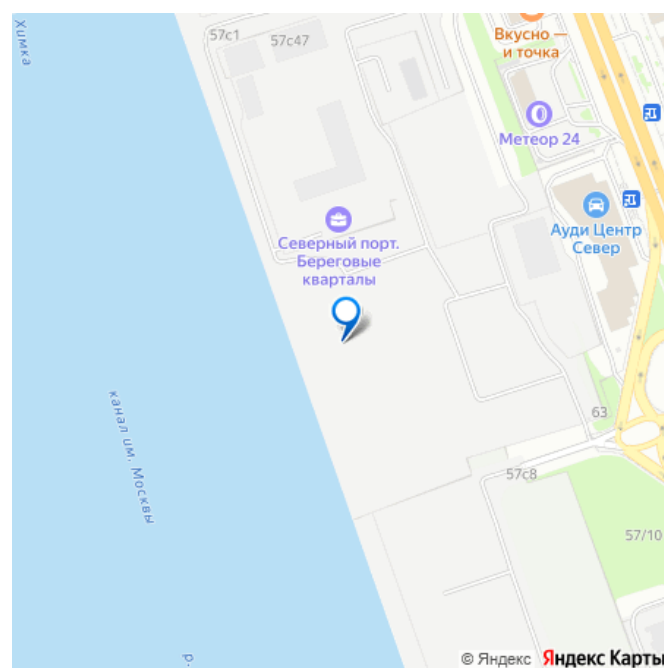 Химка
57с1
57с47
Вкусно —
и точка
Метеор 24
Ауди Центр
Север
Северный порт.
Береговые
кварталы
канал им. Москвы
63
57с8
57/10
р.
© Яндекс Яндекс Карты